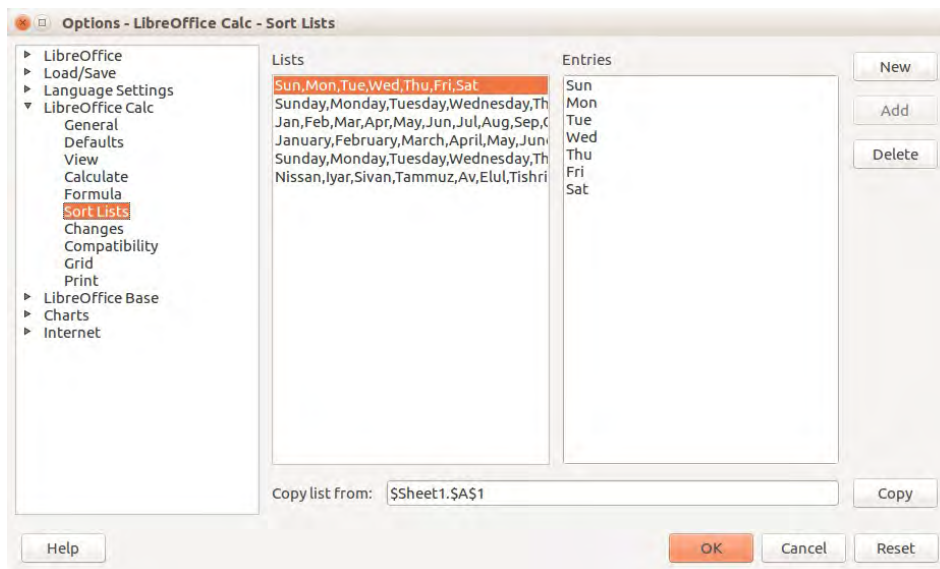 Options - LibreOffice Calc - Sort Lists
LibreOffice
Load/Save
Language Settings
LibreOffice Calc
General
Defaults
View
Calculate
Formula
Sort Lists
Changes
Compatibility
Grid
Print
LibreOffice Base
Charts
Internet
Lists
Sun,Mon,Tue,Wed,Thu,Fri,Sat
Sunday,Monday,Tuesday,Wednesday,Th
Jan,Feb,Mar,Apr,May,Jun,Jul,Aug,Sep,
January,February,March,April,May,Jun
Sunday,Monday,Tuesday,Wednesday,Th
Nissan,Iyar,Sivan,Tammuz,Av,Elul,Tishri
Entries
Sun
Mon
Tue
Wed
Thu
Fri
Sat
New
Add
Delete
Copy list from: $Sheet1.$A$1
Copy
Help
OK
Cancel
Reset